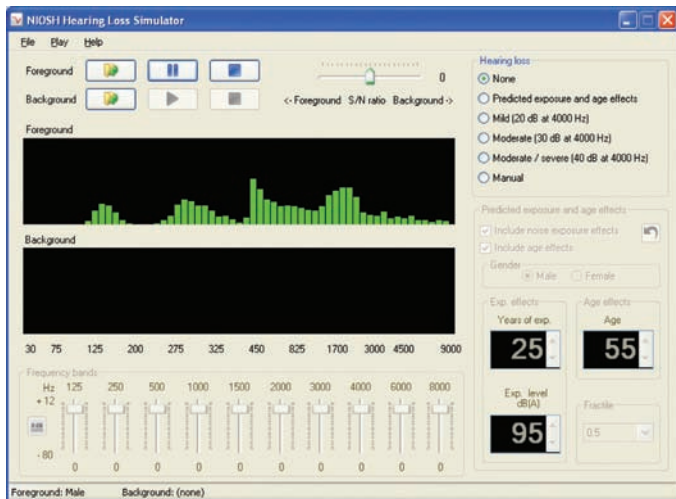 NIOSH Hearing Loss Simulator
File Play Help
Foreground
Background
0
<- Foreground S/N ratio Background ->
Foreground
Background
30 75 125 200 275 325 450 825 1700 3000 4500 9000
Frequency bands
Hz 125 250 500 1000 1500 2000 3000 4000 6000 8000
+12
-80
0 0 0 0 0 0 0 0 0 0
Hearing loss
None
Predicted exposure and age effects
Mild (20 dB at 4000 Hz)
Moderate (30 dB at 4000 Hz)
Moderate / severe (40 dB at 4000 Hz)
Manual
Predicted exposure and age effects
Include noise exposure effects
Include age effects
Gender
Male Female
Exp. effects
Years of exp.
25
Exp. level
dB(A)
95
Age effects
Age
55
Fractile
0.5
Foreground: Male Background: (none)